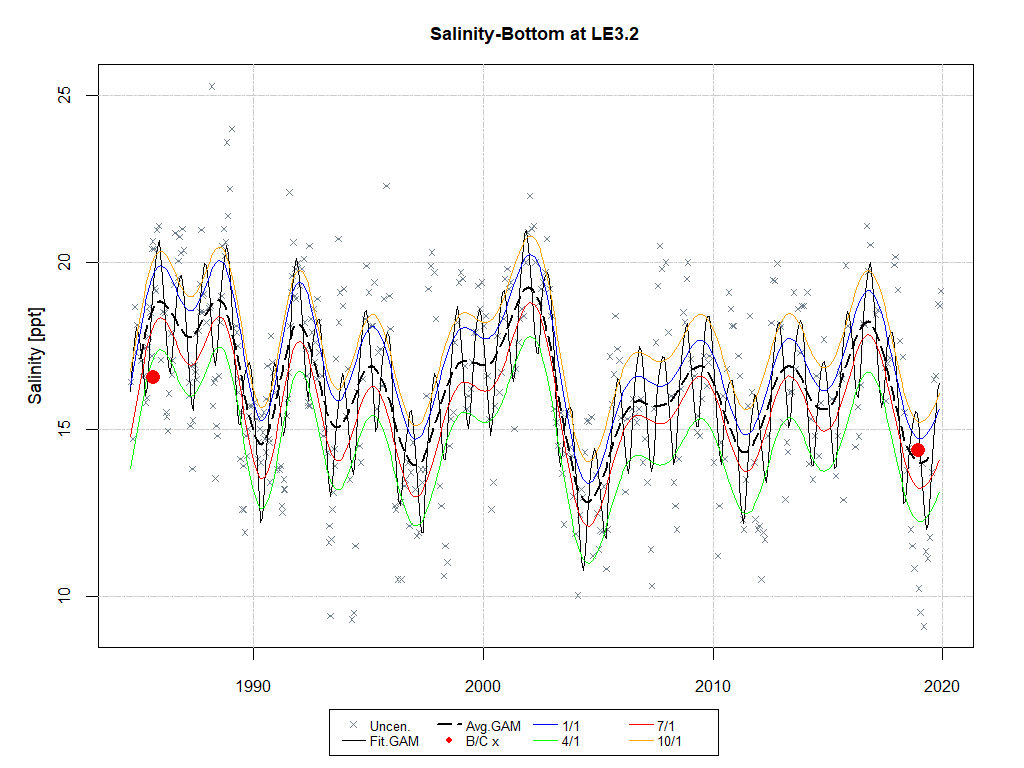 Salinity-Bottom at LE3.2
Salinity [ppt]
25
20
15
10
1990 2000 2010 2020
Uncen. Avg.GAM 1/1 7/1
Fit.GAM B/C x 4/1 10/1